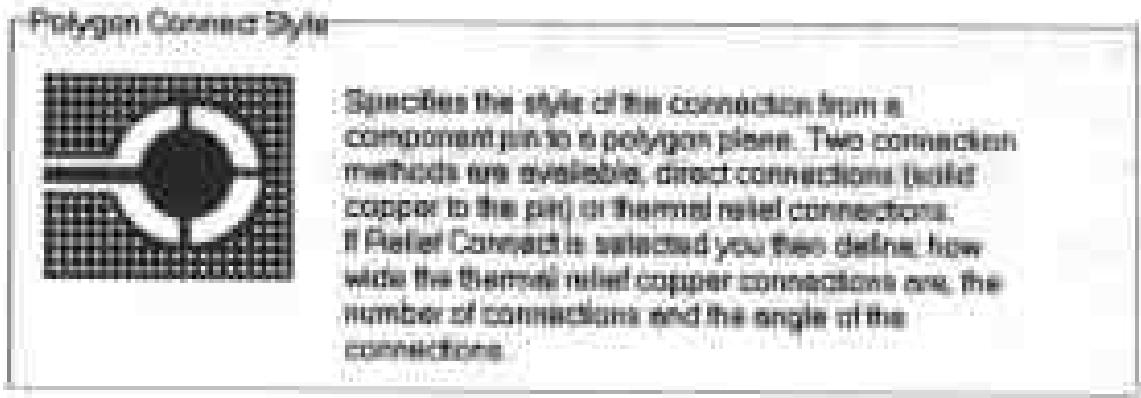 Polygon Connect Style
Specifies the style of the connection from a
component pin to a polygon plane. Two connection
methods are available, direct connections (solid
copper to the pin) or thermal relief connections.
If Relief Connect is selected you then define, how
wide the thermal relief copper connections are, the
number of connections and the angle of the
connections.